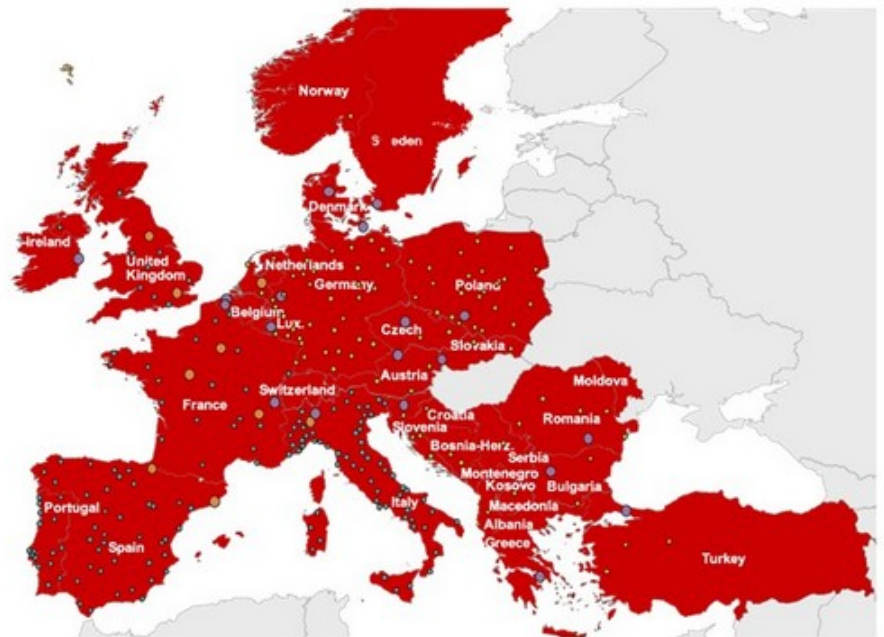 Norway
S eden
Denmark
Ireland
United
Kingdom
Netherlands
Germany.
Poland
Belgium
Lux.
Czech
Slovakia
Austria
Switzerland
France
Moldova
Romania
Croatia
Slovenia
Bosnia-Herz.
Serbia
Montenegro
Kosovo
Bulgaria
Macedonia
Albania
Greece
Italy
Portugal
Spain
Turkey